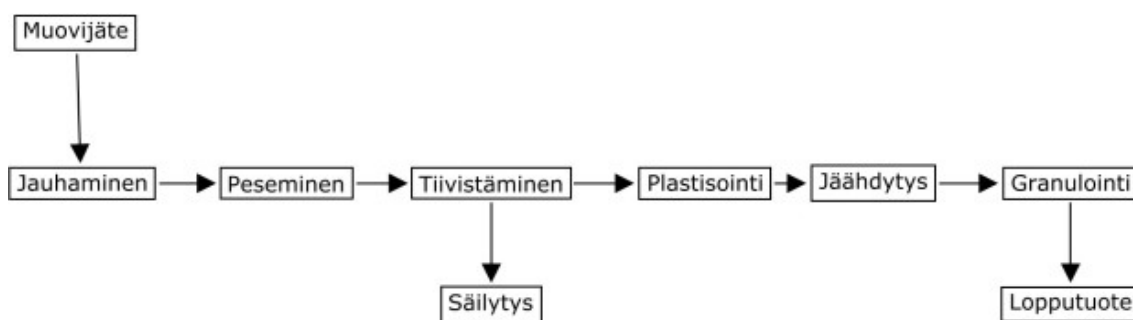 Muovijäte
Jauhaminen
Peseminen
Tiivistäminen
Plastisointi
Jäähdytys
Granulointi
Säilytys
Lopputuote